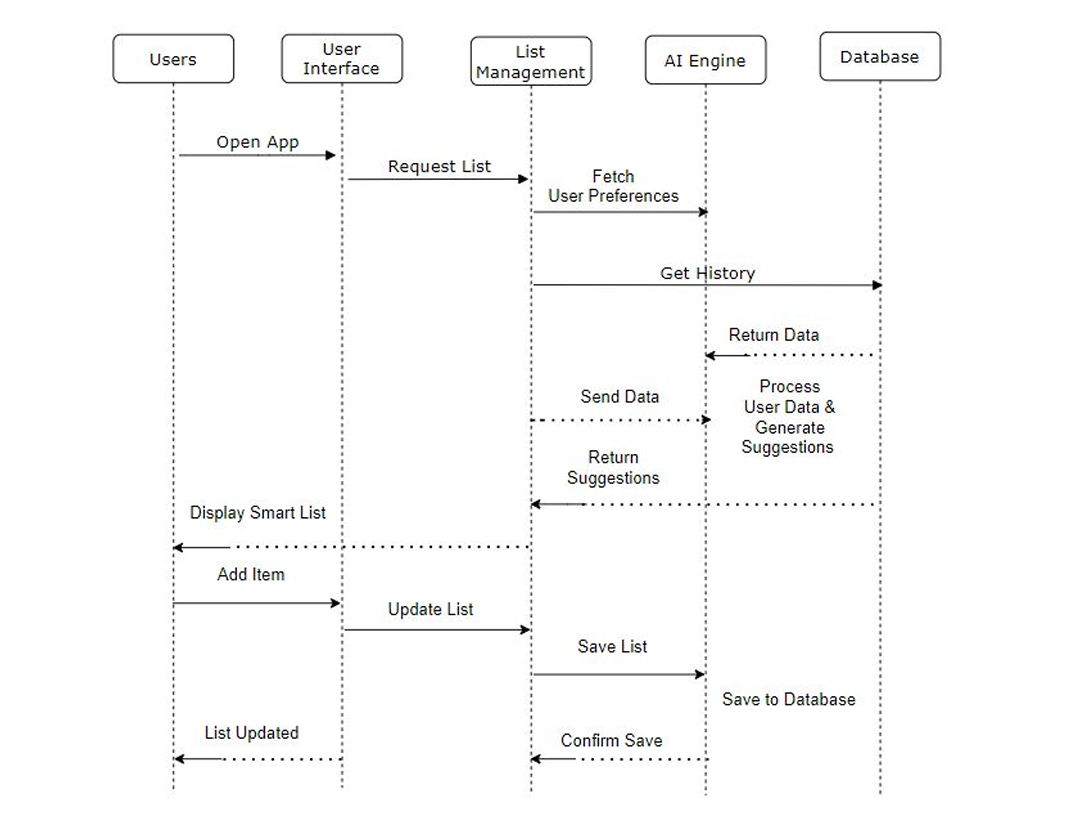 Users
User
Interface
List
Management
AI Engine
Database
Open App
Request List
Fetch
User Preferences
Get History
Return Data
Send Data
Process
User Data &
Generate
Suggestions
Return
Suggestions
Display Smart List
Add Item
Update List
Save List
Save to Database
List Updated
Confirm Save